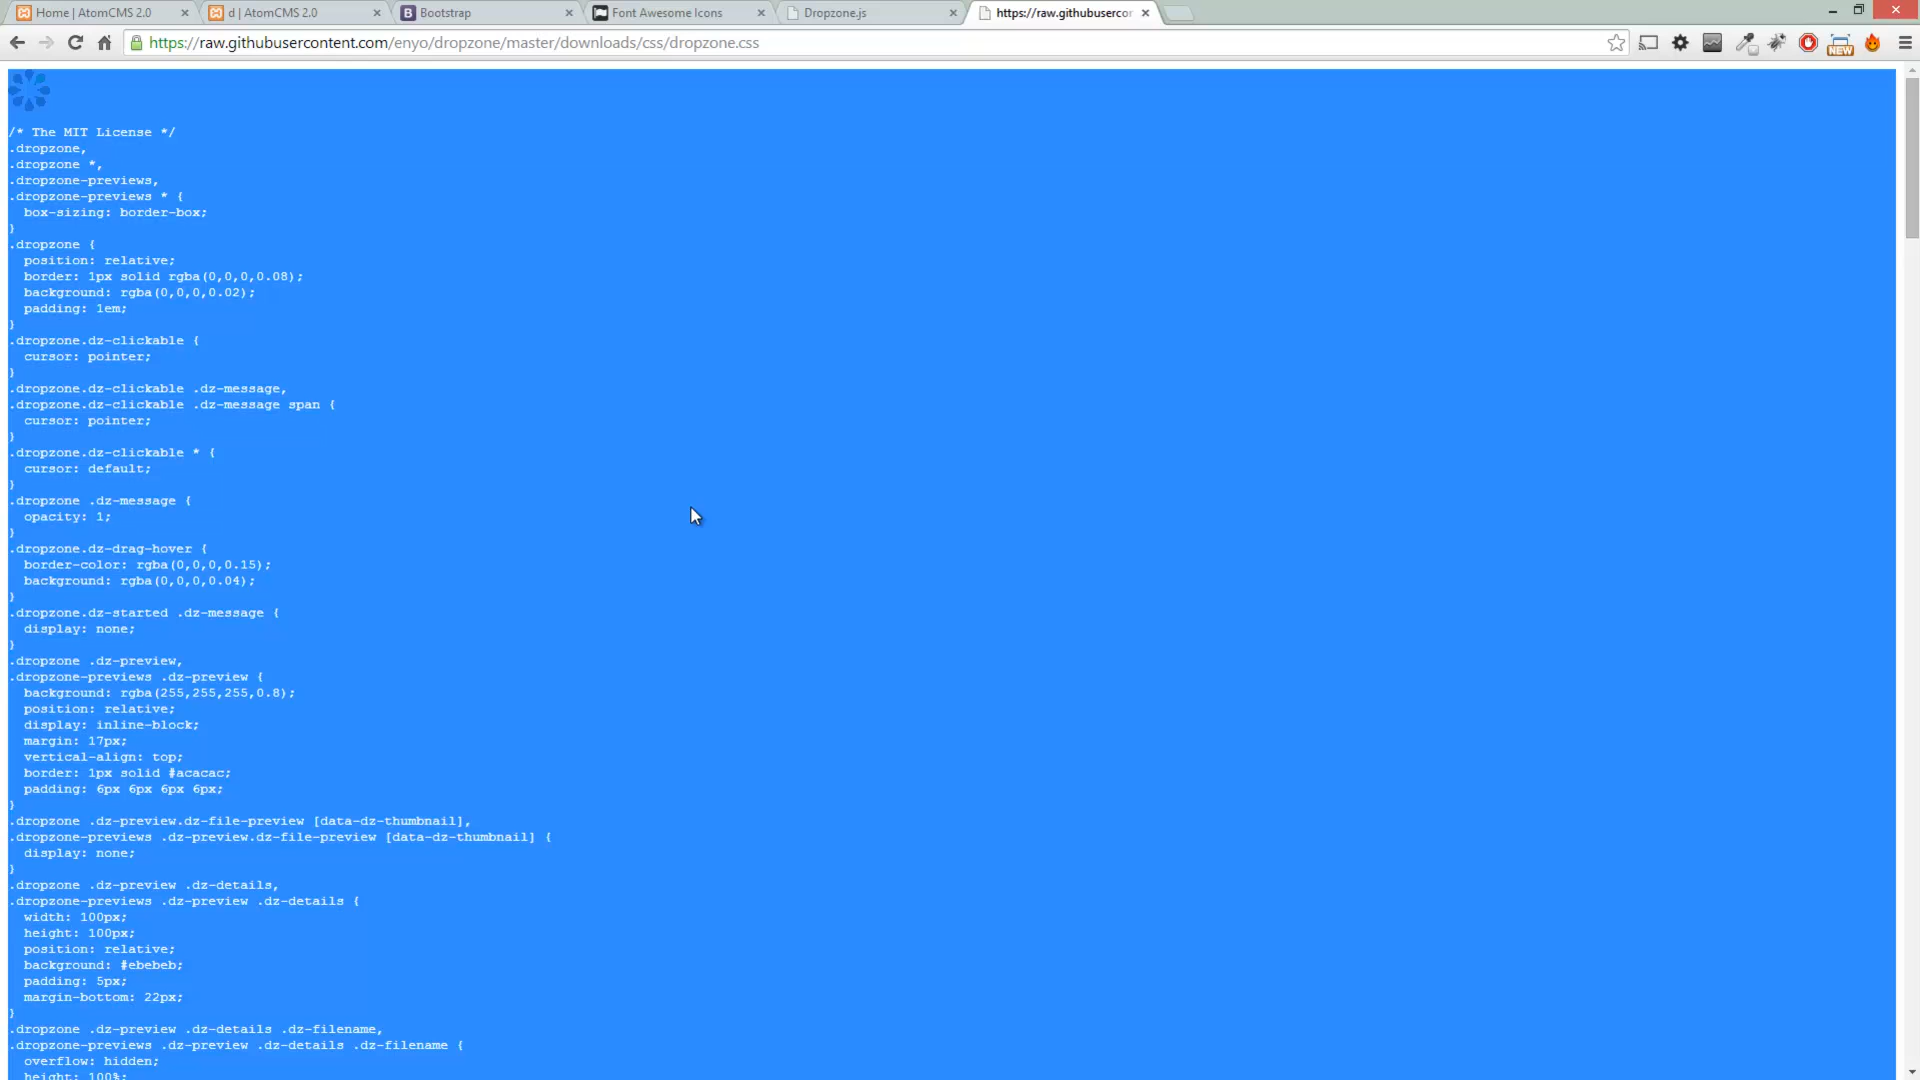 Home | AtomCMS 2.0
d | AtomCMS 2.0
Bootstrap
Font Awesome Icons
Dropzone.js
https://raw.githubusercor
https://raw.githubusercontent.com/enyo/dropzone/master/downloads/css/dropzone.css
NEW
/* The MIT License */
.dropzone,
.dropzone *,
.dropzone-previews,
.dropzone-previews * {
  box-sizing: border-box;
}
.dropzone {
  position: relative;
  border: 1px solid rgba(0,0,0,0.08);
  background: rgba(0,0,0,0.02);
  padding: 1em;
}
.dropzone.dz-clickable {
  cursor: pointer;
}
.dropzone.dz-clickable .dz-message,
.dropzone.dz-clickable .dz-message span {
  cursor: pointer;
}
.dropzone.dz-clickable * {
  cursor: default;
}
.dropzone .dz-message {
  opacity: 1;
}
.dropzone.dz-drag-hover {
  border-color: rgba(0,0,0,0.15);
  background: rgba(0,0,0,0.04);
}
.dropzone.dz-started .dz-message {
  display: none;
}
.dropzone .dz-preview,
.dropzone-previews .dz-preview {
  background: rgba(255,255,255,0.8);
  position: relative;
  display: inline-block;
  margin: 17px;
  vertical-align: top;
  border: 1px solid #acacac;
  padding: 6px 6px 6px 6px;
}
.dropzone .dz-preview.dz-file-preview [data-dz-thumbnail],
.dropzone-previews .dz-preview.dz-file-preview [data-dz-thumbnail] {
  display: none;
}
.dropzone .dz-preview .dz-details,
.dropzone-previews .dz-preview .dz-details {
  width: 100px;
  height: 100px;
  position: relative;
  background: #ebebeb;
  padding: 5px;
  margin-bottom: 22px;
}
.dropzone .dz-preview .dz-details .dz-filename,
.dropzone-previews .dz-preview .dz-details .dz-filename {
  overflow: hidden;
  height: 100%;